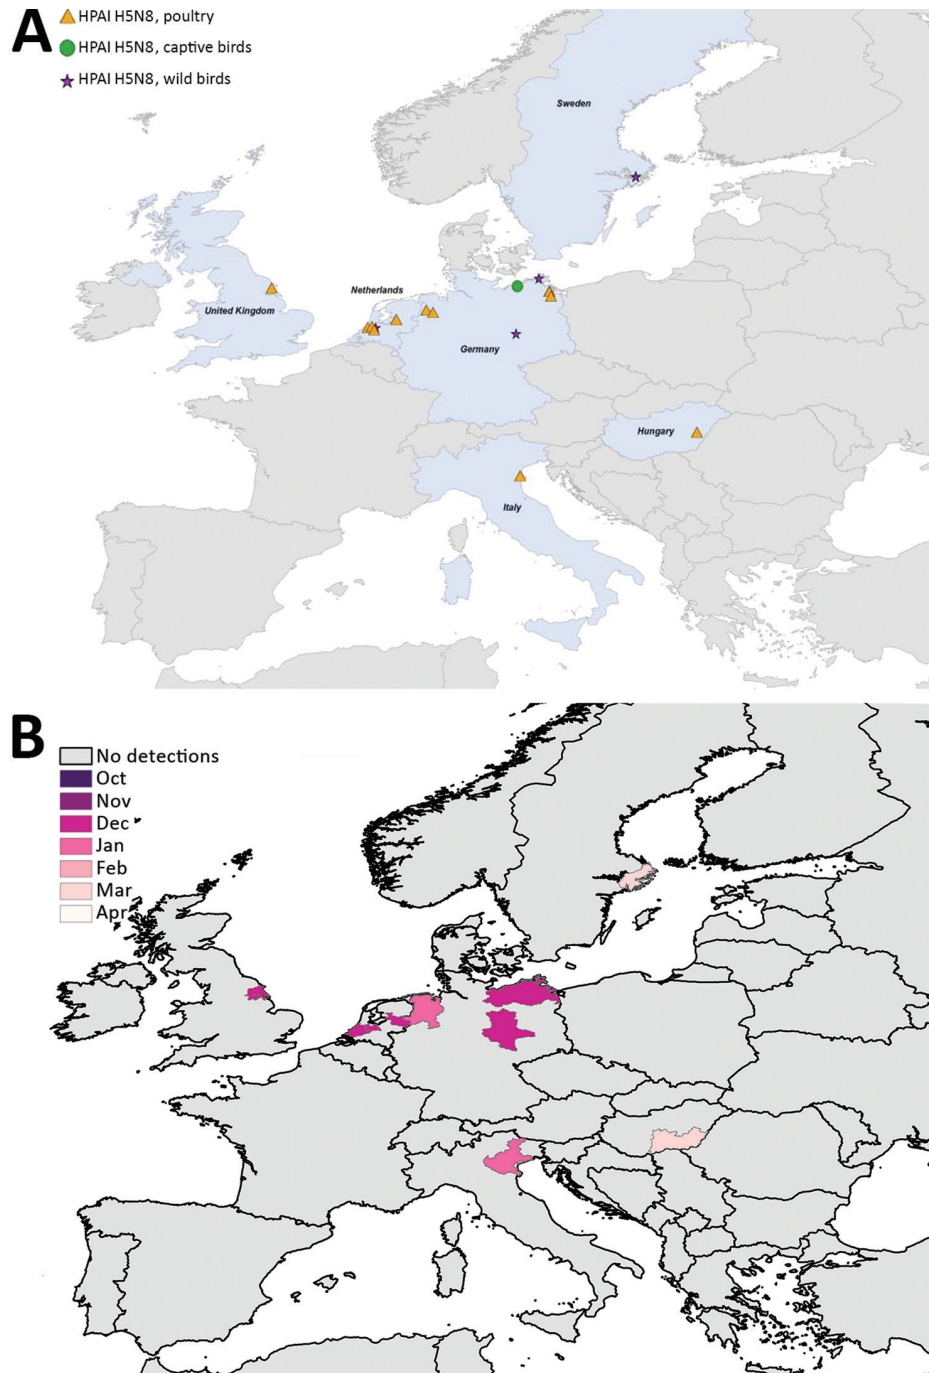 A
HPAI H5N8, poultry
HPAI H5N8, captive birds
HPAI H5N8, wild birds
Sweden
Netherlands
United Kingdom
Germany
Hungary
Italy
B
No detections
Oct
Nov
Dec
Jan
Feb
Mar
Apr